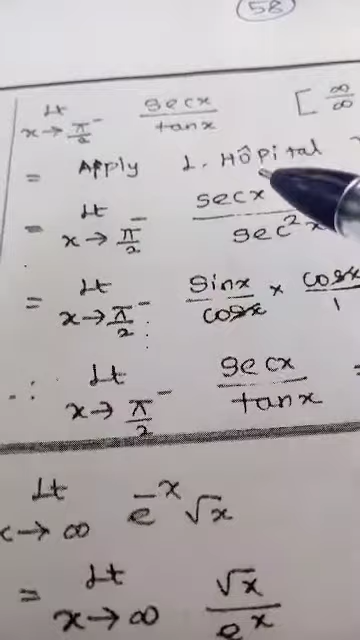 58
Lt x→π/2⁻ secx/tanx [∞/∞
= Apply L. Hôpital
= Lt x→π/2⁻ secx / sec²x
= Lt x→π/2⁻ sinx/cosx × cosx/1
∴ Lt x→π/2⁻ secx/tanx =
Lt x→∞ e⁻ˣ √x
= Lt x→∞ √x/eˣ